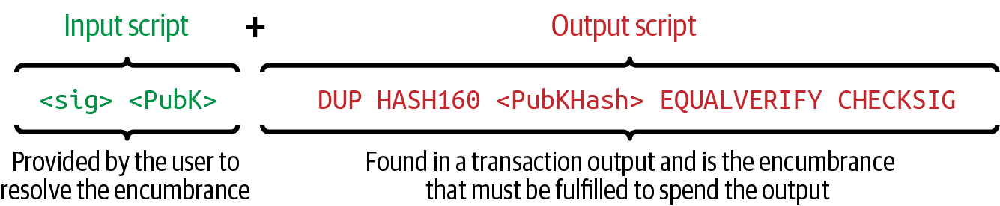 Input script + Output script
<sig> <PubK> DUP HASH160 <PubKHash> EQUALVERIFY CHECKSIG
Provided by the user to
resolve the encumbrance
Found in a transaction output and is the encumbrance
that must be fulfilled to spend the output